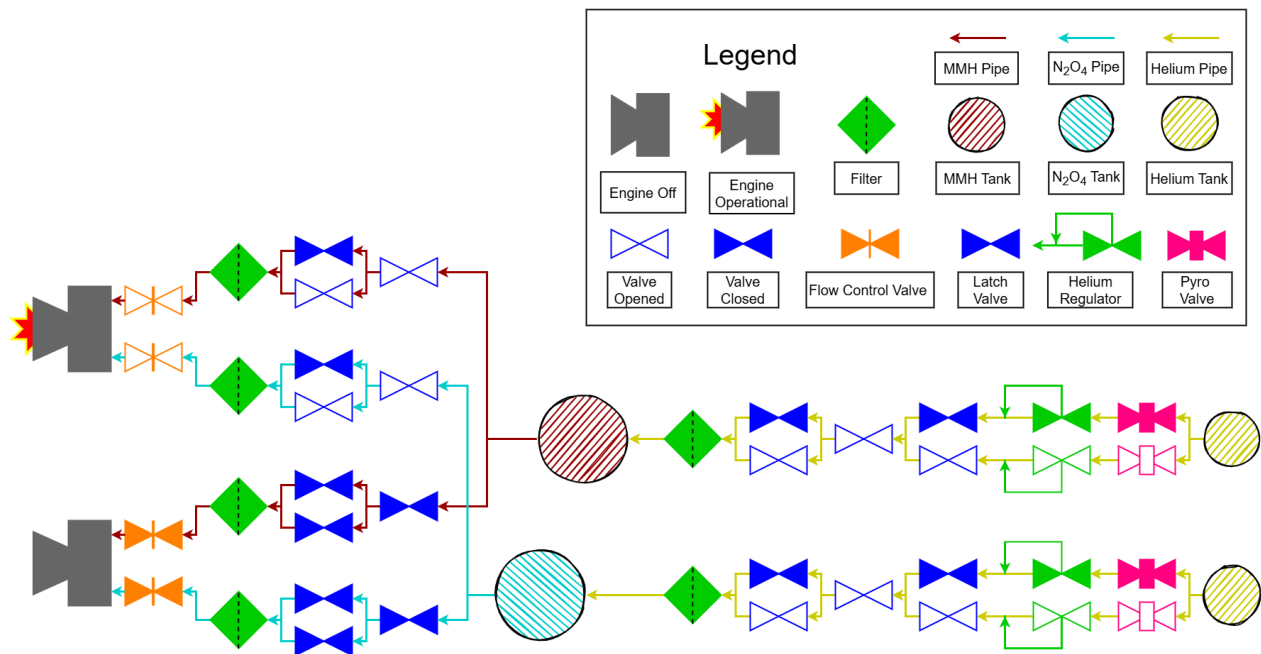 Legend
MMH Pipe
N₂O₄ Pipe
Helium Pipe
Engine Off
Engine
Operational
Filter
MMH Tank
N₂O₄ Tank
Helium Tank
Valve
Opened
Valve
Closed
Flow Control Valve
Latch
Valve
Helium
Regulator
Pyro
Valve